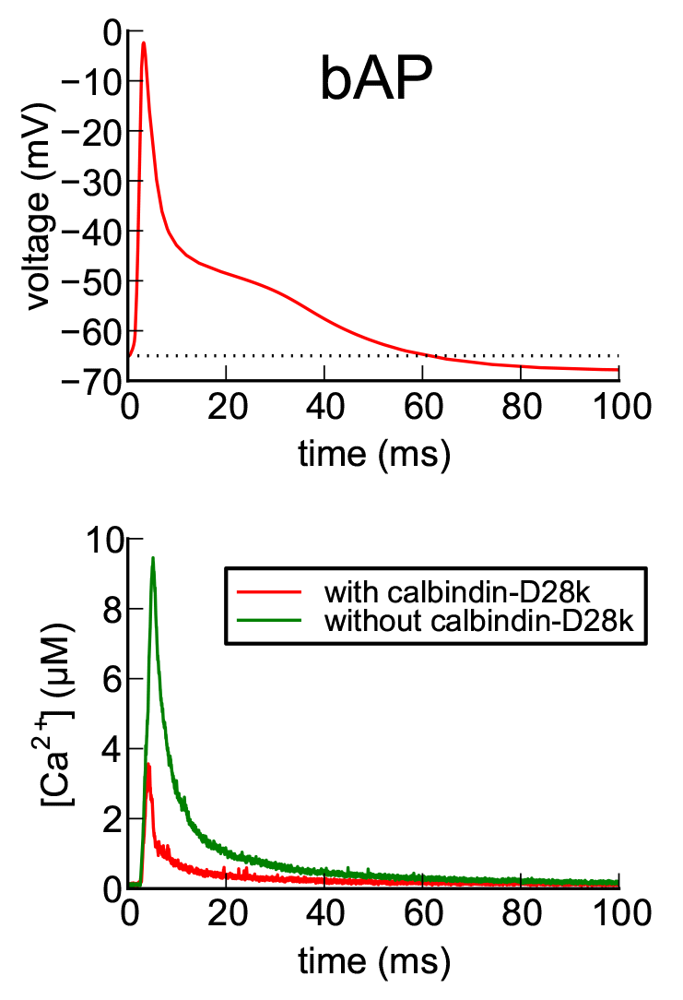 bAP
voltage (mV)
0
−10
−20
−30
−40
−50
−60
−70
0 20 40 60 80 100
time (ms)
[Ca²⁺] (μM)
10
8
6
4
2
0
with calbindin-D28k
without calbindin-D28k
0 20 40 60 80 100
time (ms)